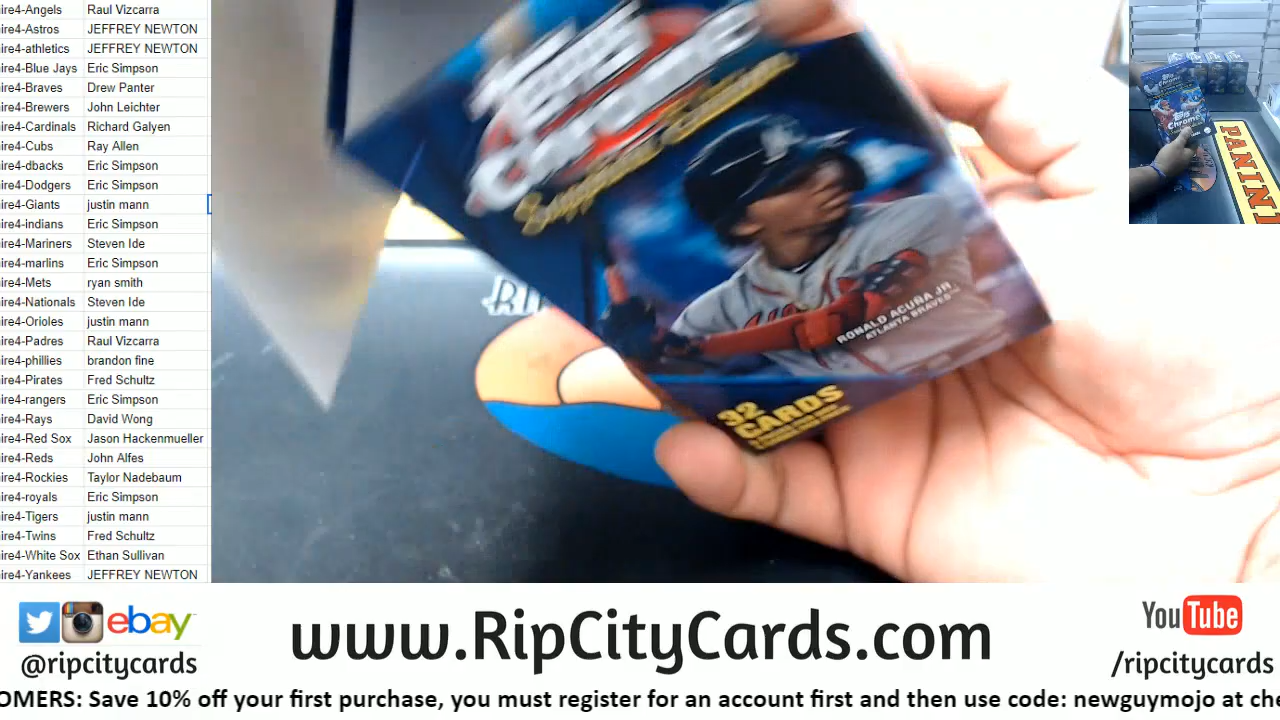 ire4-Angels Raul Vizcarra
ire4-Astros JEFFREY NEWTON
ire4-athletics JEFFREY NEWTON
ire4-Blue Jays Eric Simpson
ire4-Braves Drew Panter
ire4-Brewers John Leichter
ire4-Cardinals Richard Galyen
ire4-Cubs Ray Allen
ire4-dbacks Eric Simpson
ire4-Dodgers Eric Simpson
ire4-Giants justin mann
ire4-indians Eric Simpson
ire4-Mariners Steven Ide
ire4-marlins Eric Simpson
ire4-Mets ryan smith
ire4-Nationals Steven Ide
ire4-Orioles justin mann
ire4-Padres Raul Vizcarra
ire4-phillies brandon fine
ire4-Pirates Fred Schultz
ire4-rangers Eric Simpson
ire4-Rays David Wong
ire4-Red Sox Jason Hackenmueller
ire4-Reds John Alfes
ire4-Rockies Taylor Nadebaum
ire4-royals Eric Simpson
ire4-Tigers justin mann
ire4-Twins Fred Schultz
ire4-White Sox Ethan Sullivan
ire4-Yankees JEFFREY NEWTON
RONALD ACUÑA JR.
ATLANTA BRAVES
32
CARDS
Chrome
PANINI
ebay
@ripcitycards
www.RipCityCards.com
YouTube
/ripcitycards
OMERS: Save 10% off your first purchase, you must register for an account first and then use code: newguymojo at che